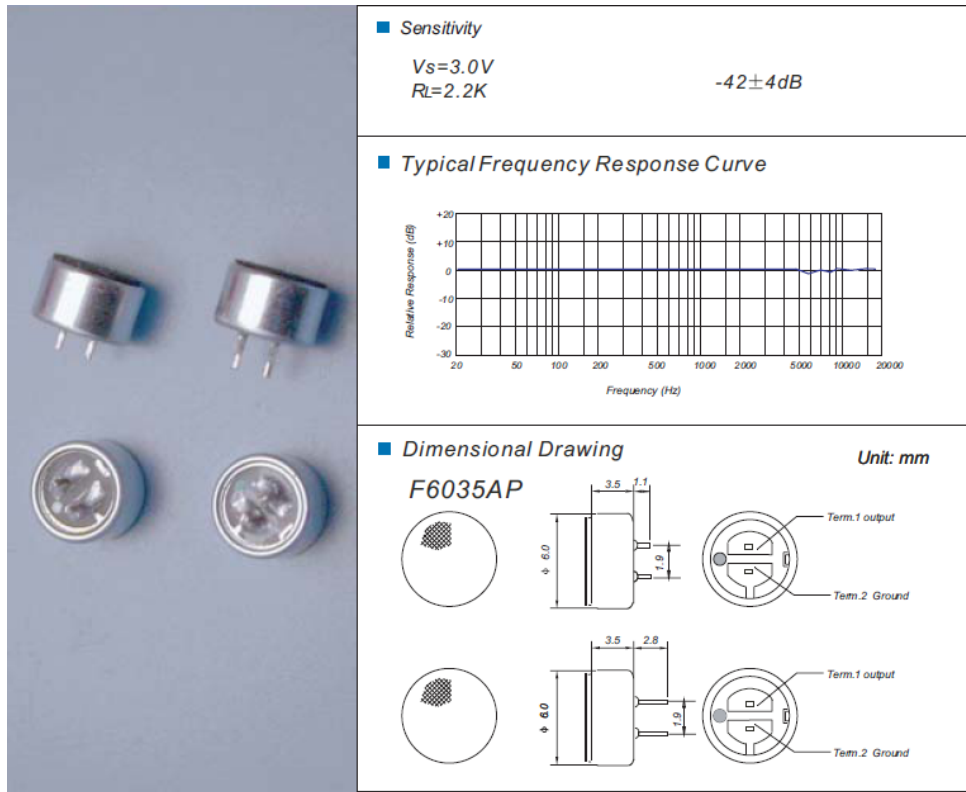 Sensitivity
Vs=3.0V
RL=2.2K
-42±4dB
Typical Frequency Response Curve
Relative Response (dB)
+20
+10
0
-10
-20
-30
20 50 100 200 500 1000 2000 5000 10000 20000
Frequency (Hz)
Dimensional Drawing
Unit: mm
F6035AP
3.5 1.1
Φ 6.0
1.9
Term.1 output
Term.2 Ground
3.5 2.8
Φ 6.0
1.9
Term.1 output
Term.2 Ground